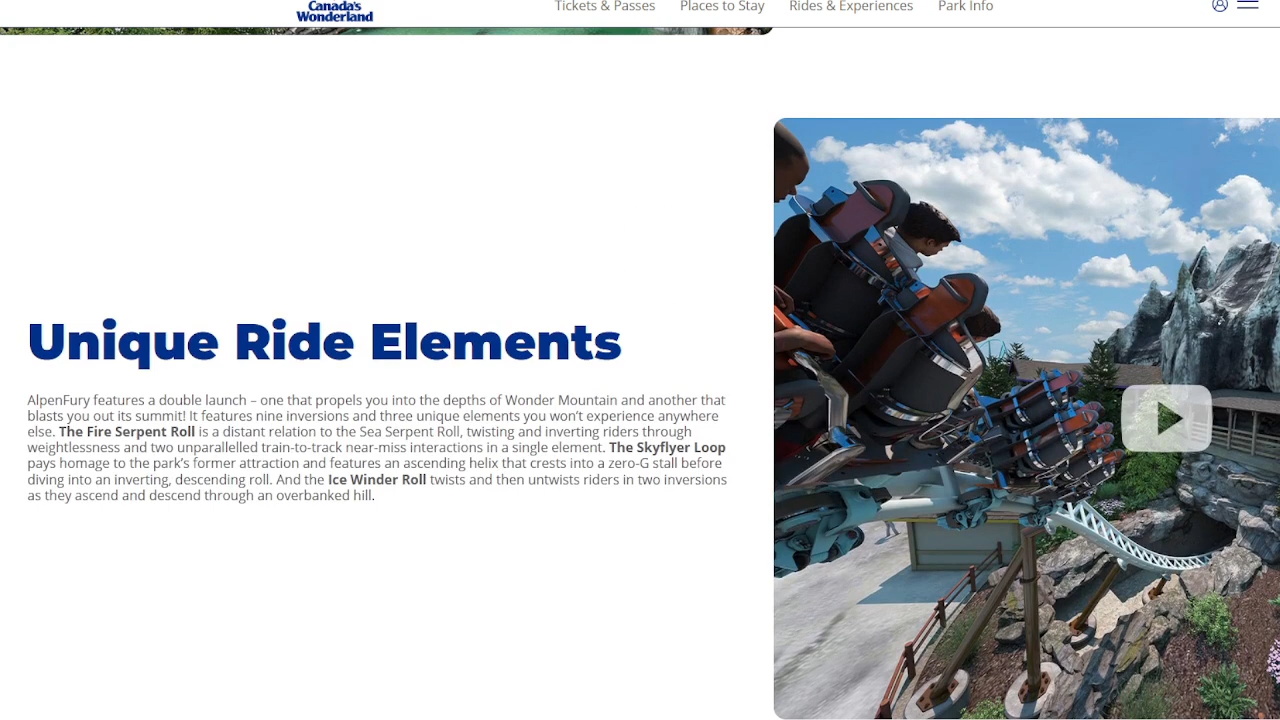 Canada's
Wonderland
Tickets & Passes Places to Stay Rides & Experiences Park Info
Unique Ride Elements
AlpenFury features a double launch – one that propels you into the depths of Wonder Mountain and another that
blasts you out its summit! It features nine inversions and three unique elements you won't experience anywhere
else. The Fire Serpent Roll is a distant relation to the Sea Serpent Roll, twisting and inverting riders through
weightlessness and two unparallelled train-to-track near-miss interactions in a single element. The Skyflyer Loop
pays homage to the park's former attraction and features an ascending helix that crests into a zero-G stall before
diving into an inverting, descending roll. And the Ice Winder Roll twists and then untwists riders in two inversions
as they ascend and descend through an overbanked hill.